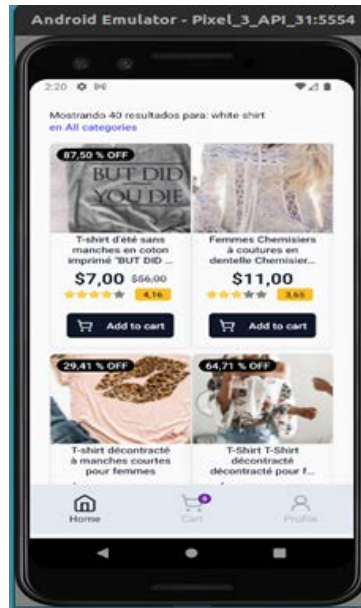 Android Emulator - Pixel_3_API_31:5554
2:20
Mostrando 40 resultados para: white shirt
en All categories
87,50 % OFF
BUT DID
YOU DIE
T-shirt d'été sans
manches en coton
imprimé "BUT DID ...
$7,00 $56,00
4,16
Add to cart
Femmes Chemisiers
à coutures en
dentelle Chemisier...
$11,00
3,65
Add to cart
29,41 % OFF
T-shirt décontracté
à manches courtes
pour femmes
64,71 % OFF
T-Shirt T-Shirt
décontracté
décontracté pour f...
Home
Cart
Profile